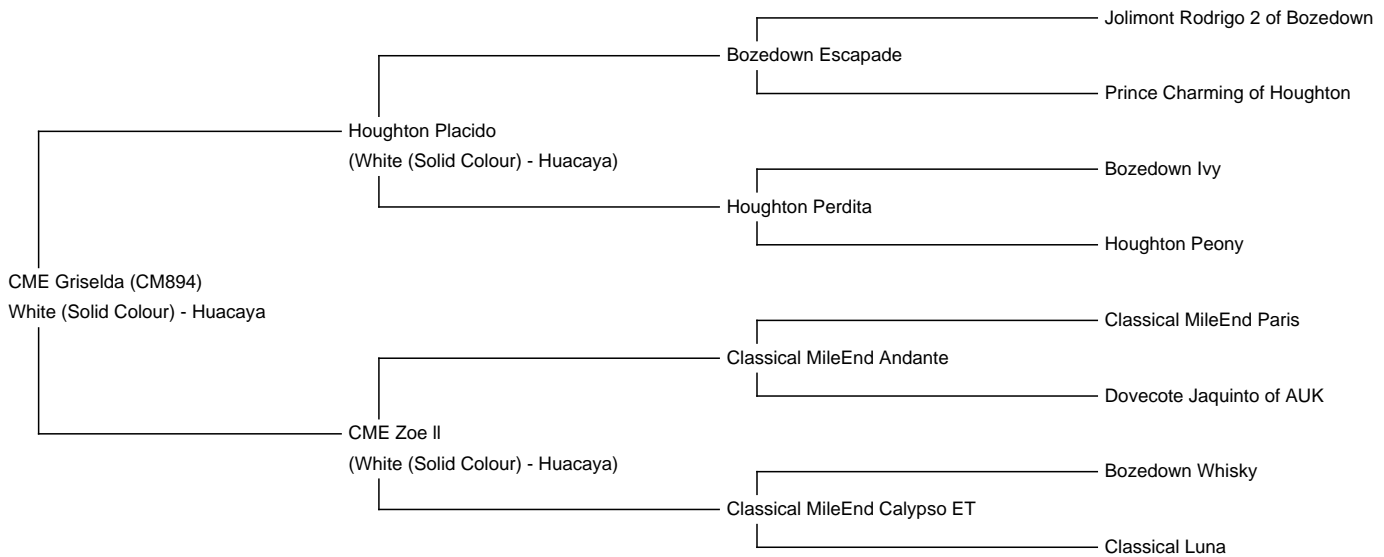 Jolimont Rodrigo 2 of Bozedown
Bozedown Escapade
Prince Charming of Houghton
Houghton Placido
(White (Solid Colour) - Huacaya)
Bozedown Ivy
Houghton Perdita
Houghton Peony
CME Griselda (CM894)
White (Solid Colour) - Huacaya
Classical MileEnd Paris
Classical MileEnd Andante
Dovecote Jaquinto of AUK
CME Zoe ll
(White (Solid Colour) - Huacaya)
Bozedown Whisky
Classical MileEnd Calypso ET
Classical Luna